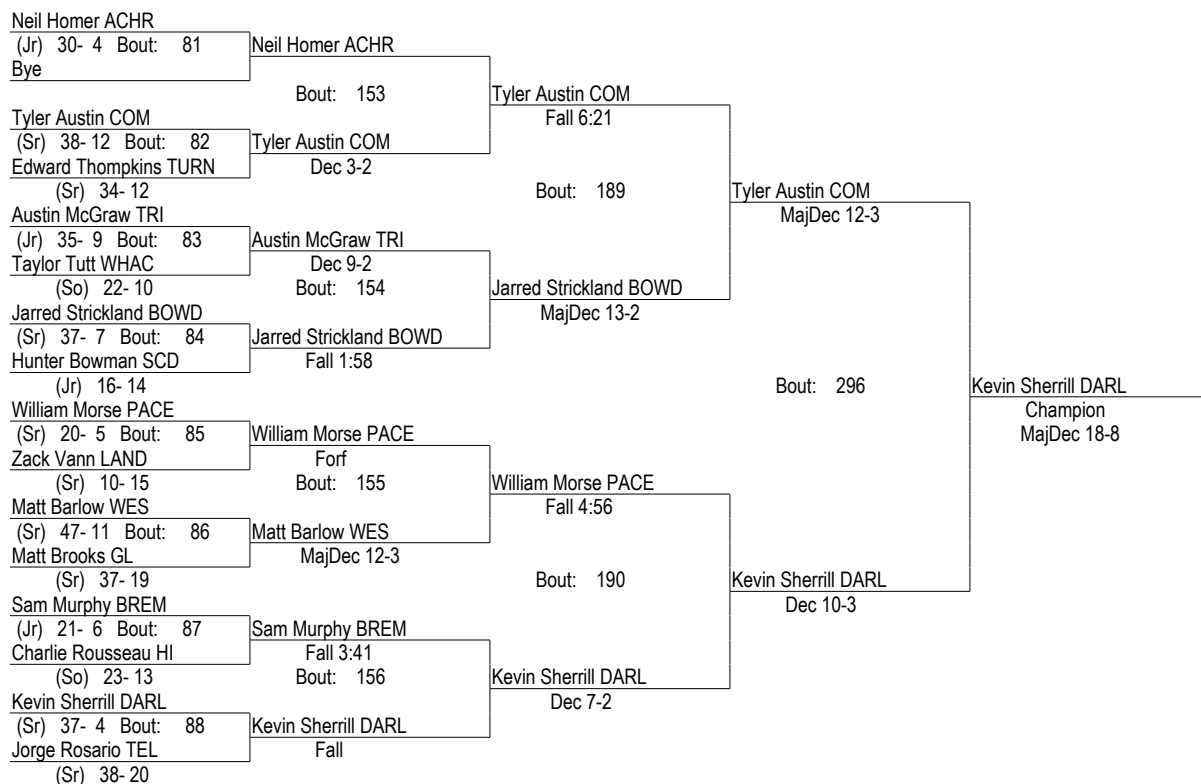 Neil Homer ACHR
(Jr) 30- 4 Bout: 81
Neil Homer ACHR
Bye
Bout: 153
Tyler Austin COM
Fall 6:21
Tyler Austin COM
(Sr) 38- 12 Bout: 82
Tyler Austin COM
Edward Thompkins TURN
Dec 3-2
(Sr) 34- 12
Bout: 189
Tyler Austin COM
MajDec 12-3
Austin McGraw TRI
(Jr) 35- 9 Bout: 83
Austin McGraw TRI
Taylor Tutt WHAC
Dec 9-2
(So) 22- 10
Bout: 154
Jarred Strickland BOWD
MajDec 13-2
Jarred Strickland BOWD
(Sr) 37- 7 Bout: 84
Jarred Strickland BOWD
Hunter Bowman SCD
Fall 1:58
(Jr) 16- 14
Bout: 296
Kevin Sherrill DARL
Champion
MajDec 18-8
William Morse PACE
(Sr) 20- 5 Bout: 85
William Morse PACE
Zack Vann LAND
Forf
(Sr) 10- 15
Bout: 155
William Morse PACE
Fall 4:56
Matt Barlow WES
(Sr) 47- 11 Bout: 86
Matt Barlow WES
Matt Brooks GL
MajDec 12-3
(Sr) 37- 19
Bout: 190
Kevin Sherrill DARL
Dec 10-3
Sam Murphy BREM
(Jr) 21- 6 Bout: 87
Sam Murphy BREM
Charlie Rousseau HI
Fall 3:41
(So) 23- 13
Bout: 156
Kevin Sherrill DARL
Dec 7-2
Kevin Sherrill DARL
(Sr) 37- 4 Bout: 88
Kevin Sherrill DARL
Jorge Rosario TEL
Fall
(Sr) 38- 20